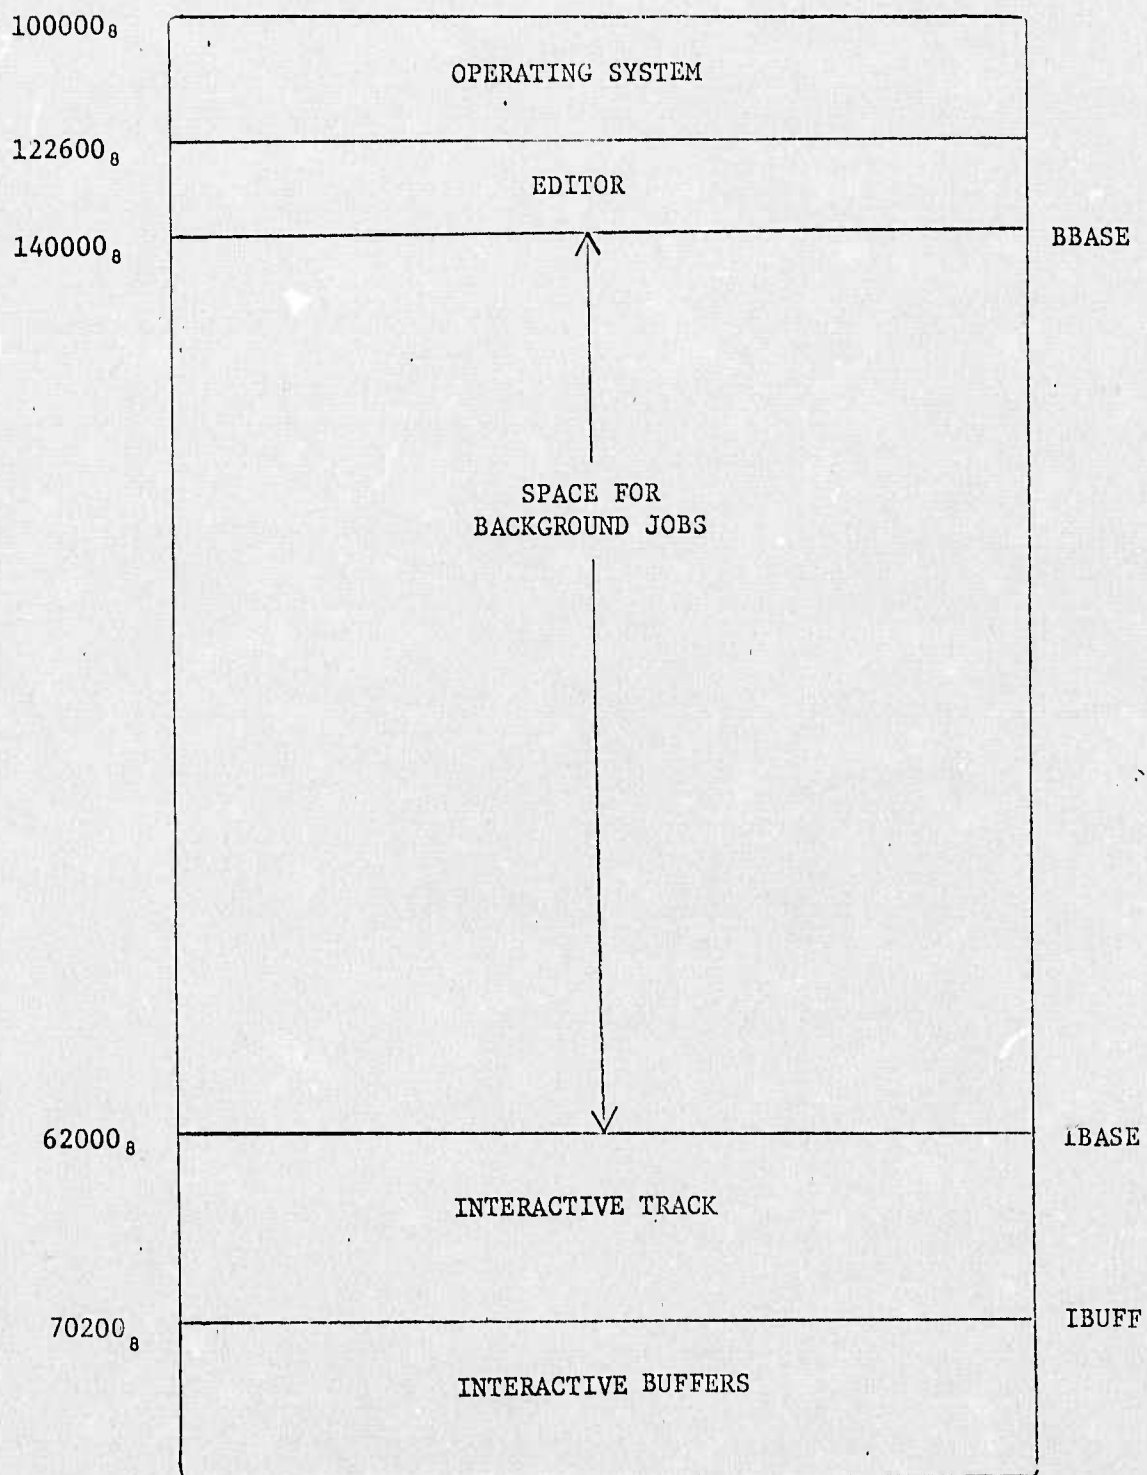 100000₈
OPERATING SYSTEM
122600₈
EDITOR
140000₈
BBASE
SPACE FOR
BACKGROUND JOBS
62000₈
IBASE
INTERACTIVE TRACK
70200₈
IBUFF
INTERACTIVE BUFFERS